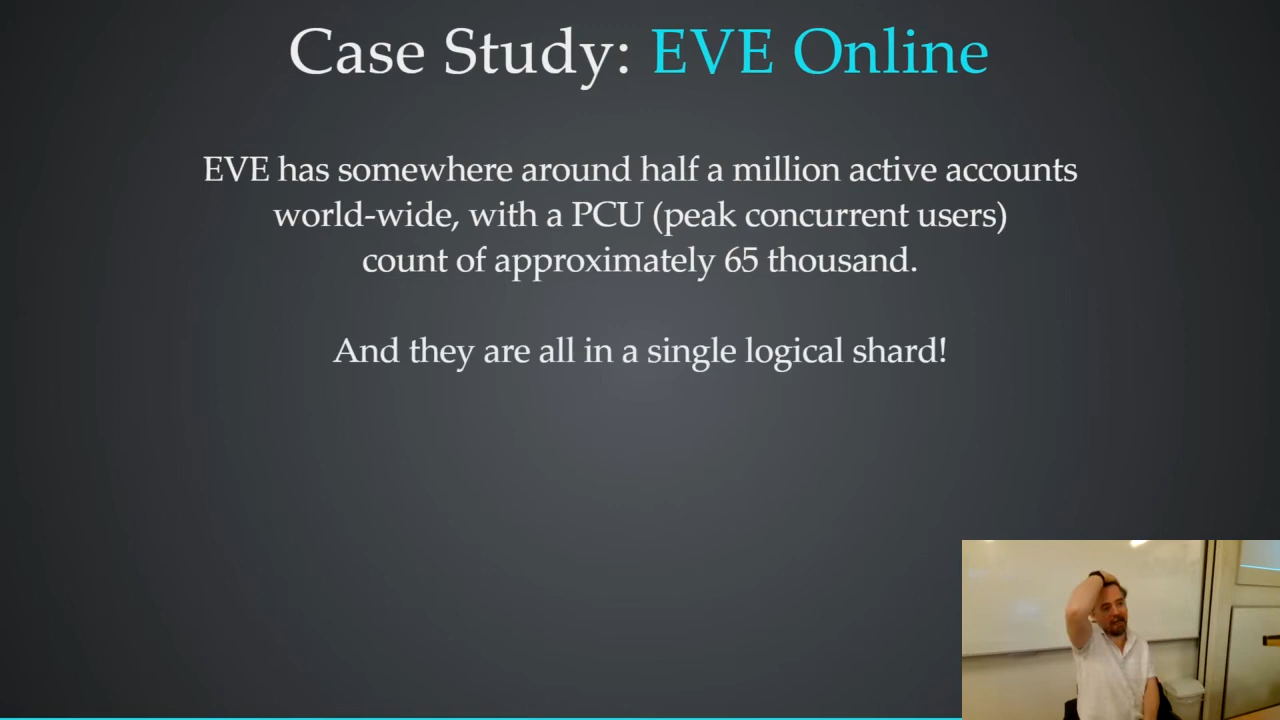 Case Study: EVE Online
EVE has somewhere around half a million active accounts
world-wide, with a PCU (peak concurrent users)
count of approximately 65 thousand.
And they are all in a single logical shard!